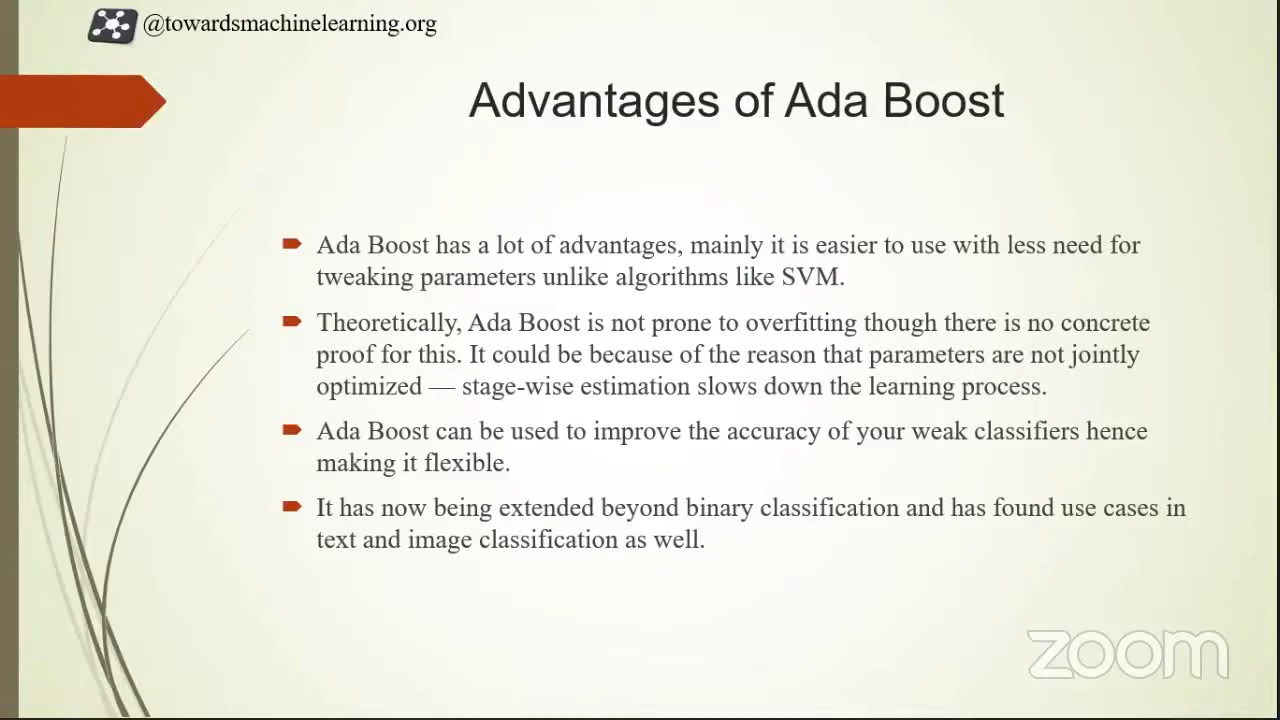 @towardsmachinelearning.org
Advantages of Ada Boost
Ada Boost has a lot of advantages, mainly it is easier to use with less need for
tweaking parameters unlike algorithms like SVM.
Theoretically, Ada Boost is not prone to overfitting though there is no concrete
proof for this. It could be because of the reason that parameters are not jointly
optimized — stage-wise estimation slows down the learning process.
Ada Boost can be used to improve the accuracy of your weak classifiers hence
making it flexible.
It has now being extended beyond binary classification and has found use cases in
text and image classification as well.
zoom